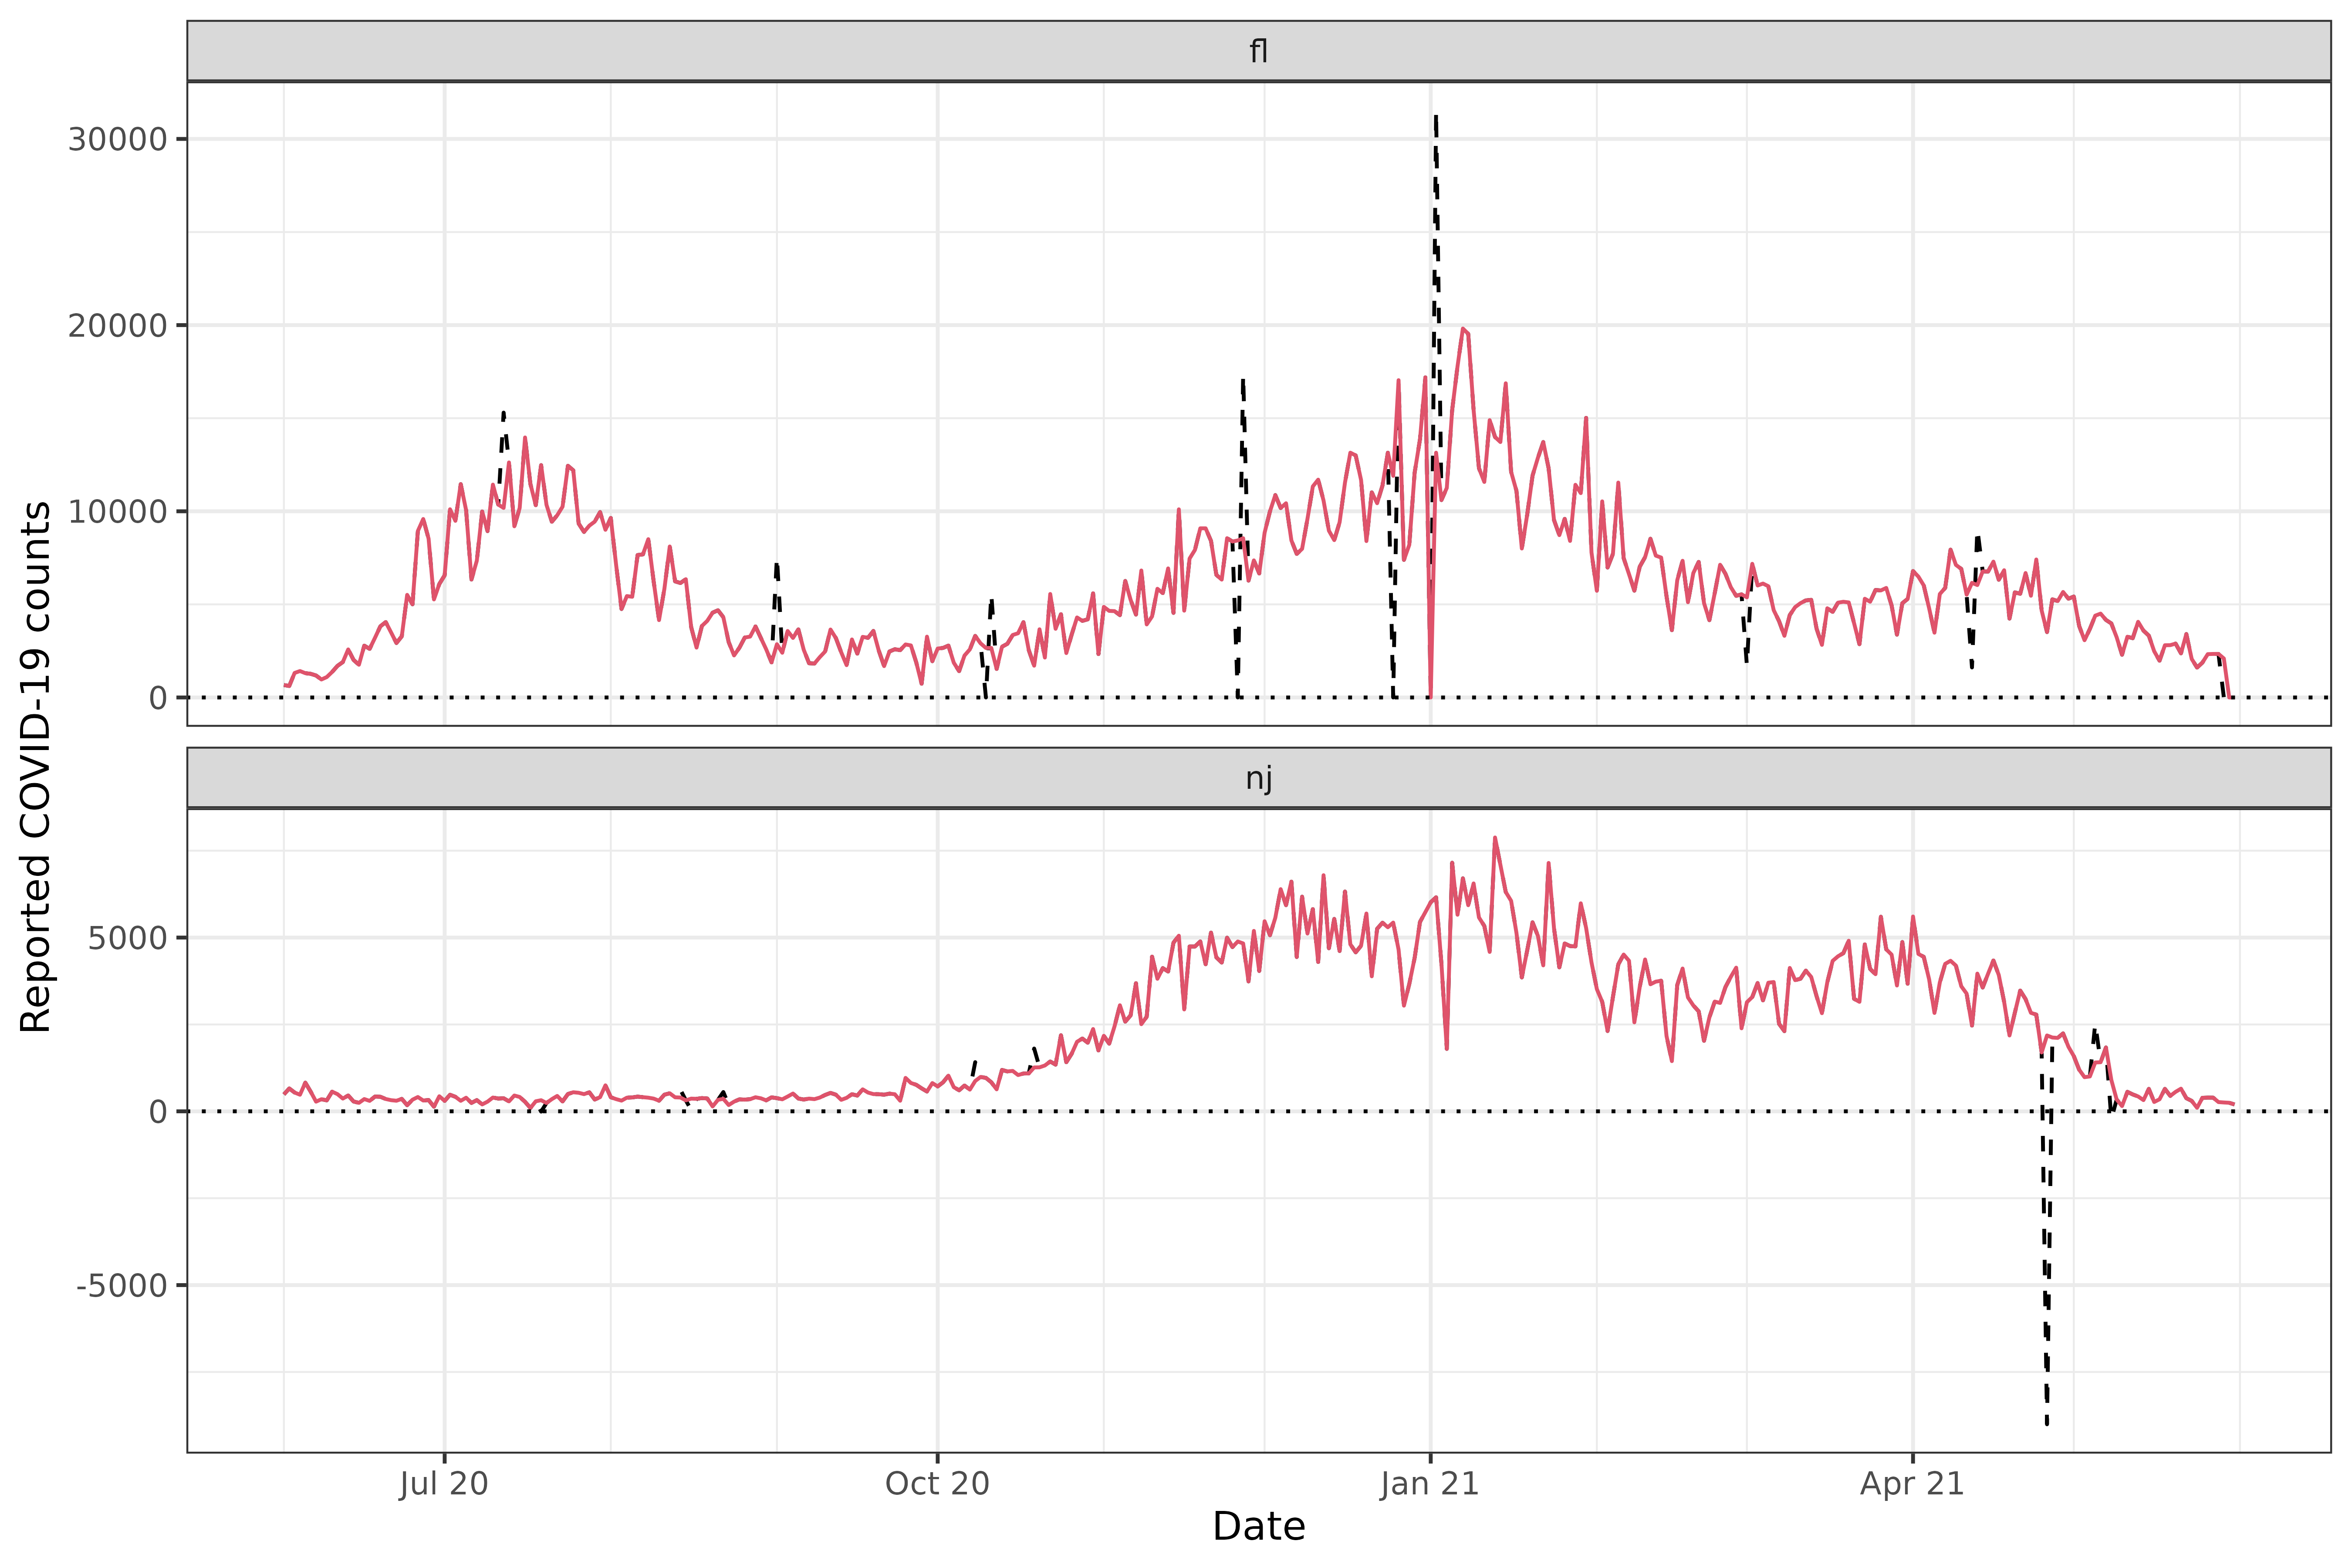 fl
30000
20000
10000
0
nj
5000
0
-5000
Jul 20 Oct 20 Jan 21 Apr 21
Date
Reported COVID-19 counts